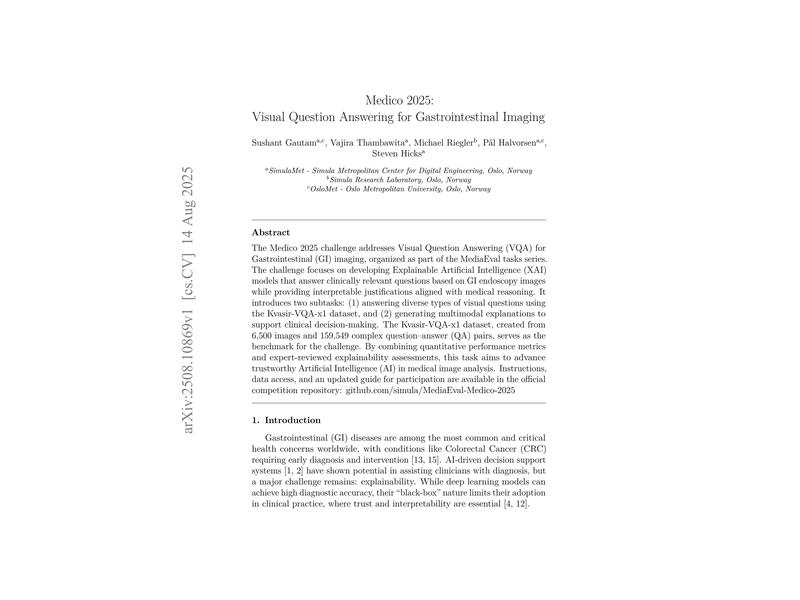 Medico 2025:
Visual Question Answering for Gastrointestinal Imaging
Sushant Gautam^a,c, Vajira Thambawita^a, Michael Riegler^b, Pål Halvorsen^a,c,
Steven Hicks^a
^a SimulaMet - Simula Metropolitan Center for Digital Engineering, Oslo, Norway
^b Simula Research Laboratory, Oslo, Norway
^c OsloMet - Oslo Metropolitan University, Oslo, Norway
arXiv:2508.10869v1 [cs.CV] 14 Aug 2025
Abstract
The Medico 2025 challenge addresses Visual Question Answering (VQA) for
Gastrointestinal (GI) imaging, organized as part of the MediaEval tasks series.
The challenge focuses on developing Explainable Artificial Intelligence (XAI)
models that answer clinically relevant questions based on GI endoscopy images
while providing interpretable justifications aligned with medical reasoning. It
introduces two subtasks: (1) answering diverse types of visual questions using
the Kvasir-VQA-x1 dataset, and (2) generating multimodal explanations to
support clinical decision-making. The Kvasir-VQA-x1 dataset, created from
6,500 images and 159,549 complex question-answer (QA) pairs, serves as the
benchmark for the challenge. By combining quantitative performance metrics
and expert-reviewed explainability assessments, this task aims to advance
trustworthy Artificial Intelligence (AI) in medical image analysis. Instructions,
data access, and an updated guide for participation are available in the official
competition repository: github.com/simula/MediaEval-Medico-2025
1. Introduction
Gastrointestinal (GI) diseases are among the most common and critical
health concerns worldwide, with conditions like Colorectal Cancer (CRC)
requiring early diagnosis and intervention [13, 15]. AI-driven decision support
systems [1, 2] have shown potential in assisting clinicians with diagnosis, but
a major challenge remains: explainability. While deep learning models can
achieve high diagnostic accuracy, their “black-box” nature limits their adoption
in clinical practice, where trust and interpretability are essential [4, 12].